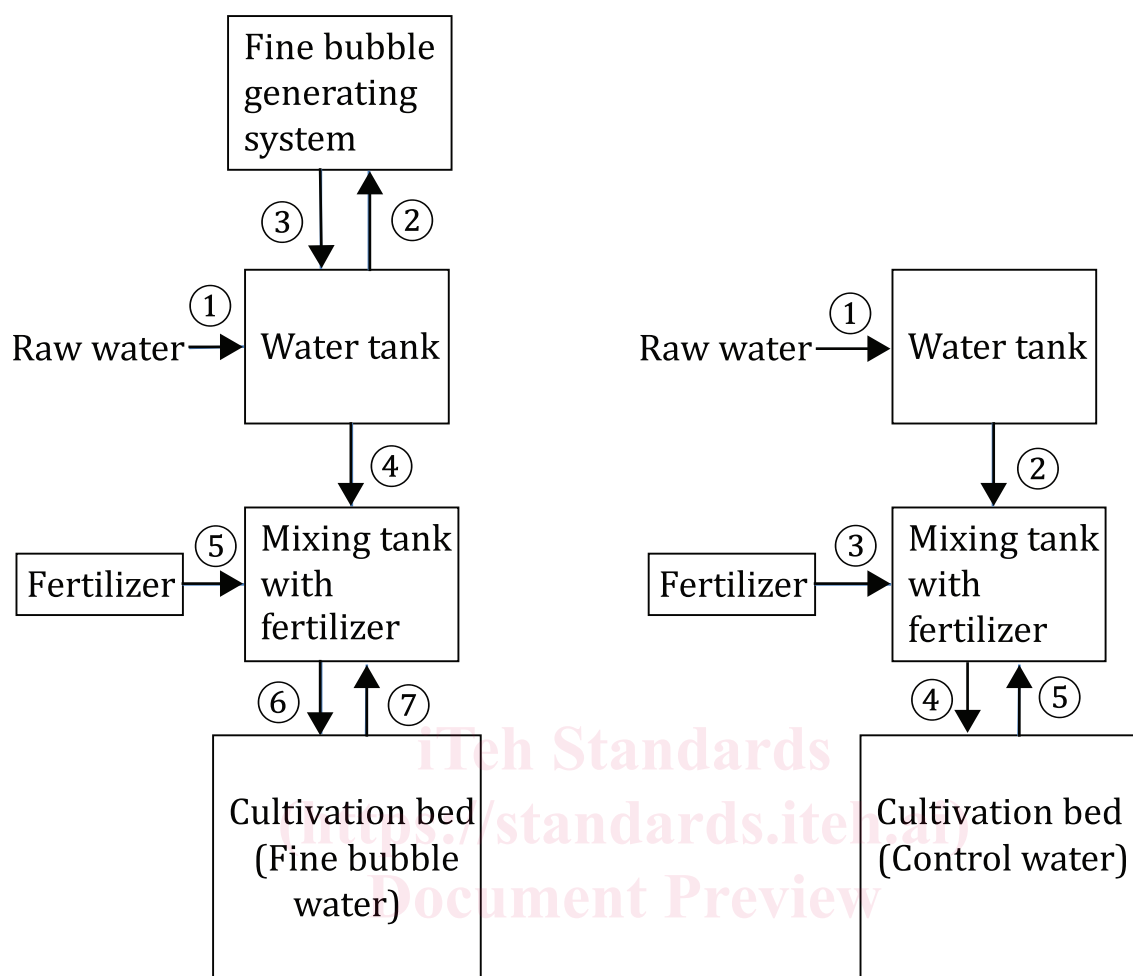 Fine bubble
generating
system
③
②
①
Raw water
Water tank
④
⑤
Fertilizer
Mixing tank
with
fertilizer
⑥
⑦
Cultivation bed
(Fine bubble
water)
①
Raw water
Water tank
②
③
Fertilizer
Mixing tank
with
fertilizer
④
⑤
Cultivation bed
(Control water)
iTeh Standards
(https://standards.iteh.ai)
Document Preview